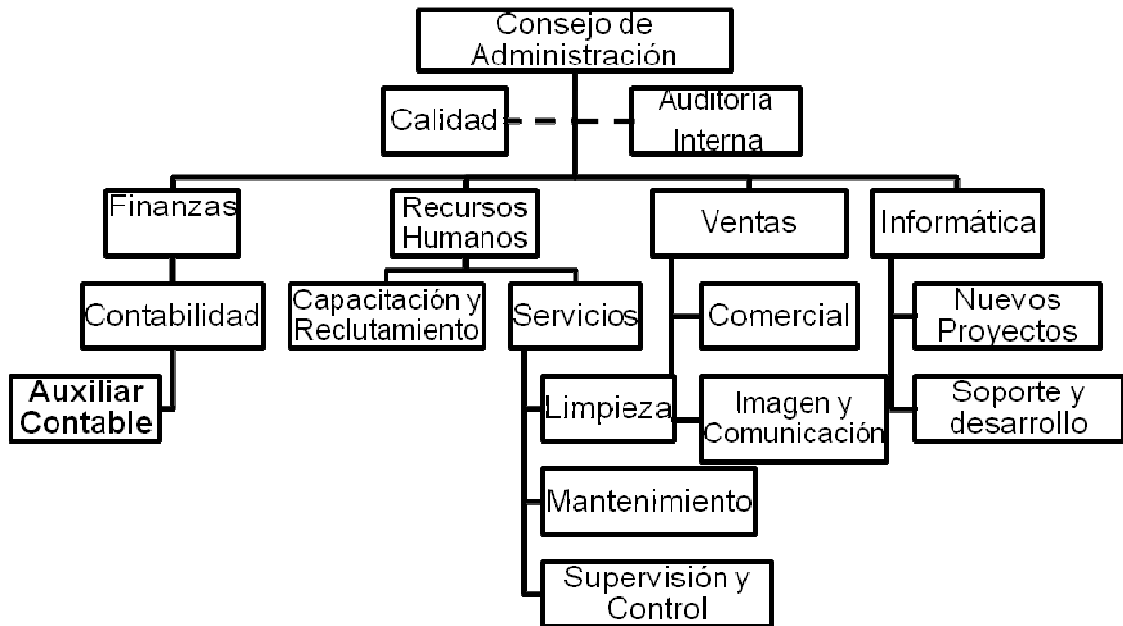 Consejo de
Administración
Calidad
Auditoría
Interna
Finanzas
Recursos
Humanos
Ventas
Informática
Contabilidad
Capacitación y
Reclutamiento
Servicios
Comercial
Nuevos
Proyectos
Auxiliar
Contable
Limpieza
Imagen y
Comunicación
Soporte y
desarrollo
Mantenimiento
Supervisión y
Control